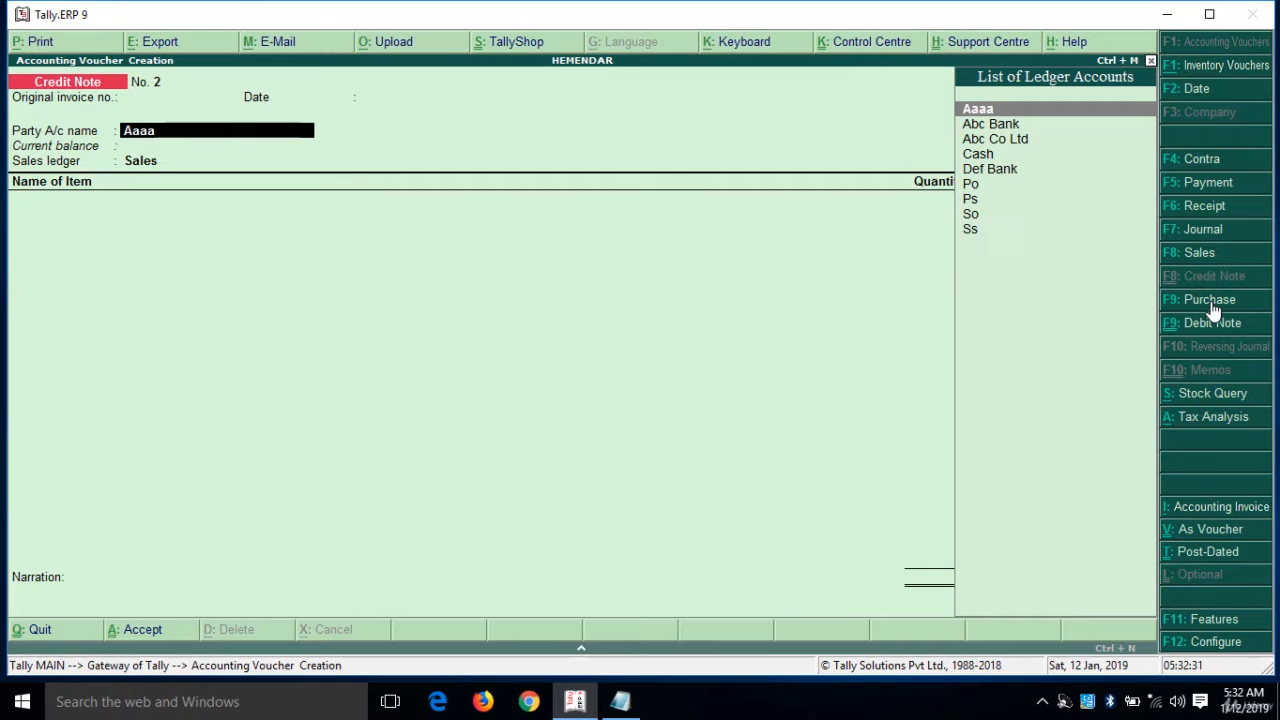 Tally.ERP 9
P: Print E: Export M: E-Mail O: Upload S: TallyShop G: Language K: Keyboard K: Control Centre H: Support Centre H: Help
Accounting Voucher Creation HEMENDAR Ctrl + M
Credit Note No. 2
Original invoice no.: Date :
Party A/c name : Aaaa
Current balance :
Sales ledger : Sales
Name of Item Quanti
List of Ledger Accounts
Aaaa
Abc Bank
Abc Co Ltd
Cash
Def Bank
Po
Ps
So
Ss
F1: Accounting Vouchers
F1: Inventory Vouchers
F2: Date
F3: Company
F4: Contra
F5: Payment
F6: Receipt
F7: Journal
F8: Sales
F8: Credit Note
F9: Purchase
F9: Debit Note
F10: Reversing Journal
F10: Memos
S: Stock Query
A: Tax Analysis
I: Accounting Invoice
V: As Voucher
T: Post-Dated
L: Optional
F11: Features
F12: Configure
Narration:
Q: Quit A: Accept D: Delete X: Cancel
Ctrl + N
Tally MAIN --> Gateway of Tally --> Accounting Voucher Creation © Tally Solutions Pvt Ltd., 1988-2018 Sat, 12 Jan, 2019 05:32:31
Search the web and Windows
5:32 AM
1/12/2019